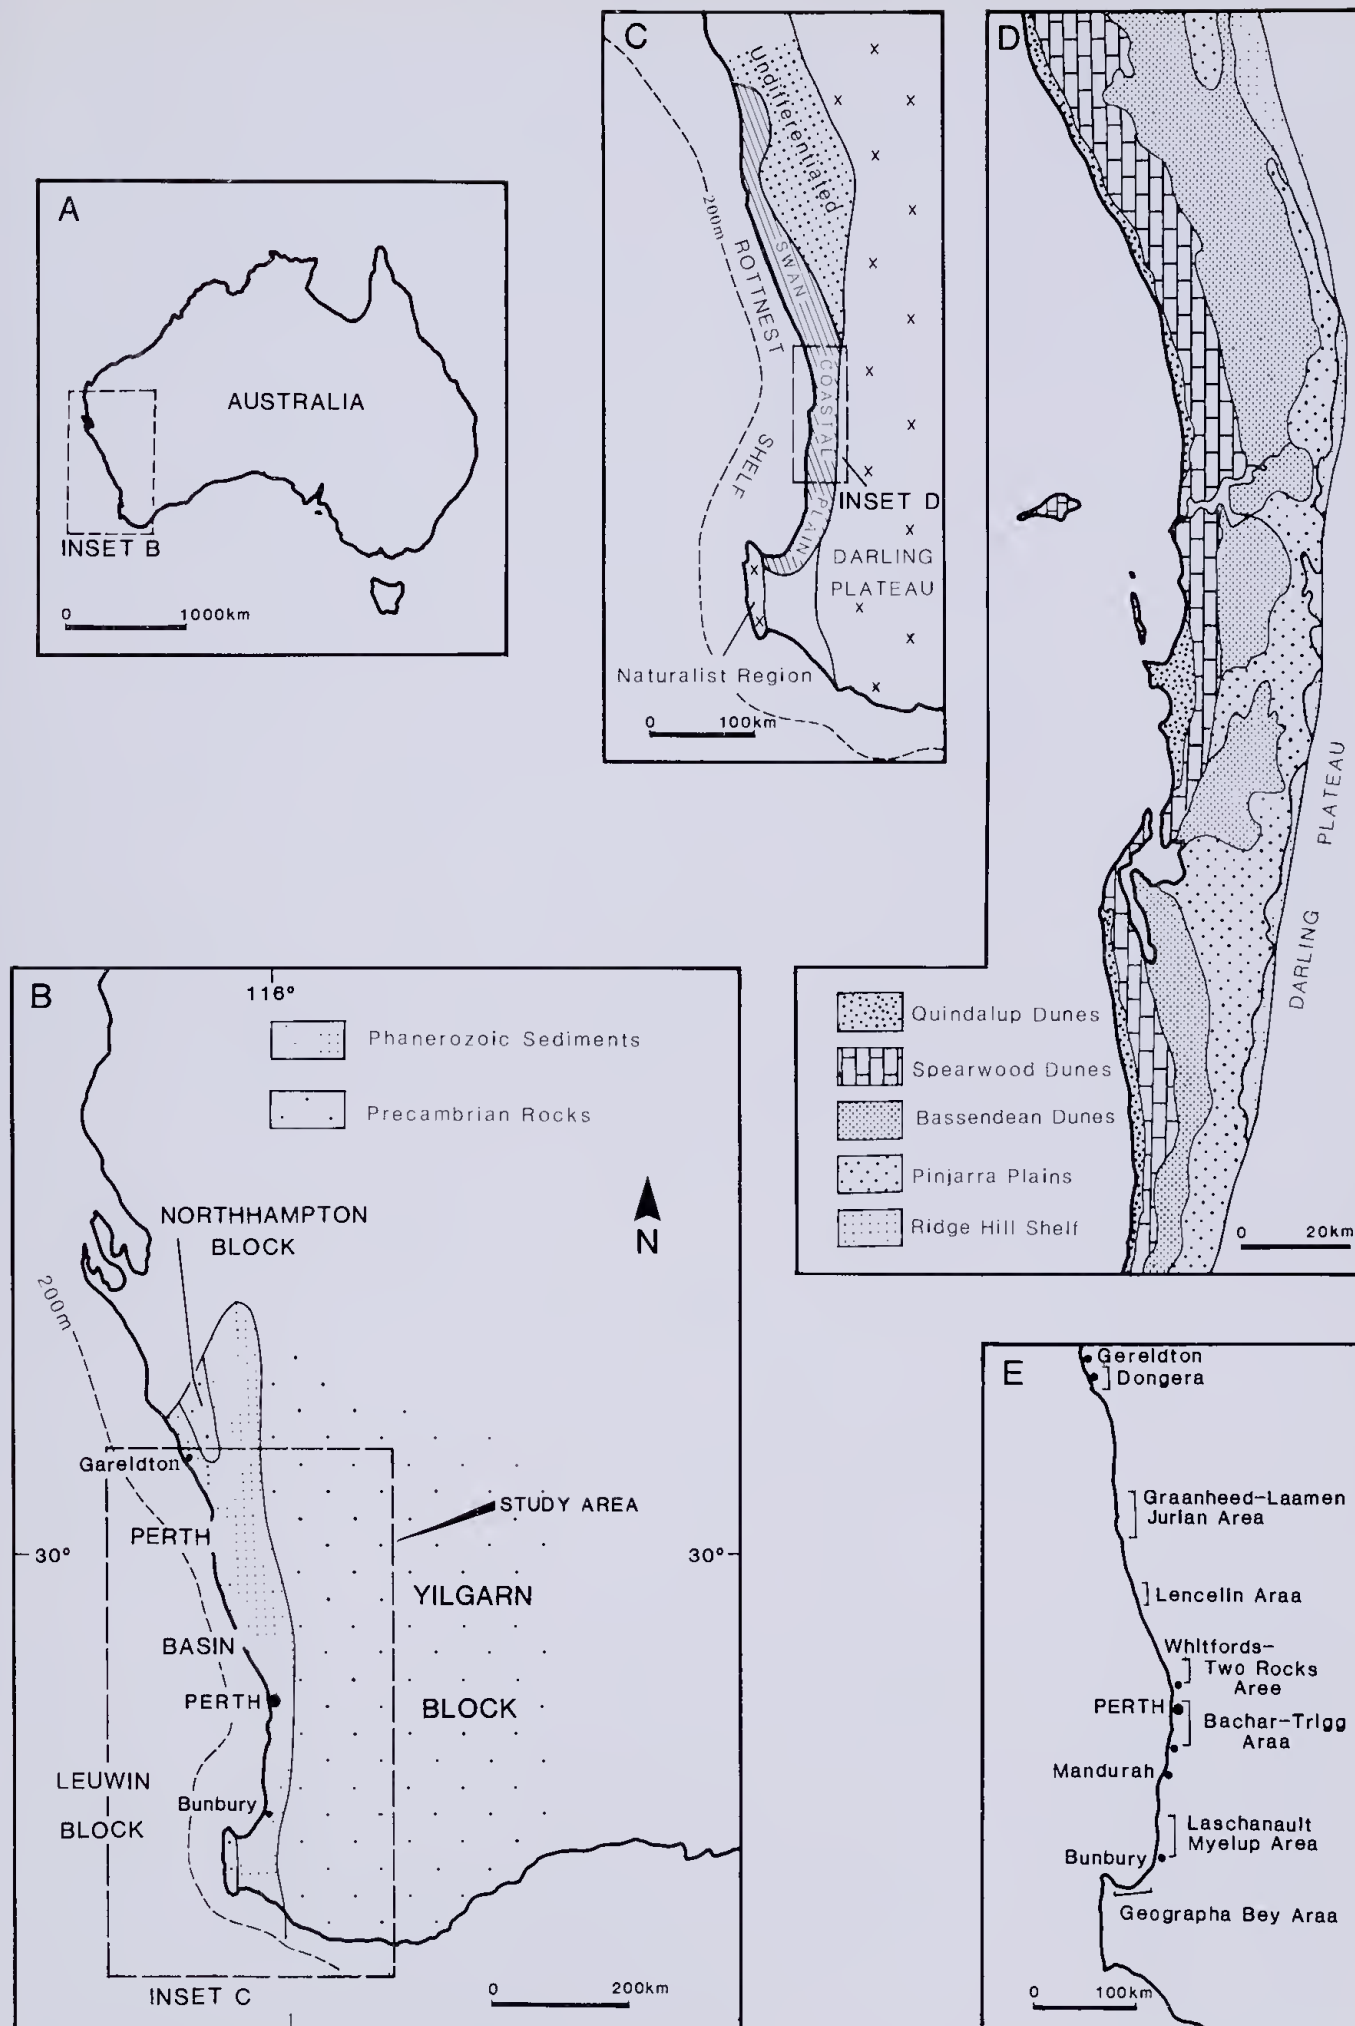 A
AUSTRALIA
INSET B
0 1000km
C
Undifferentiated
200m
ROTTNEST
SHELF
SWAN
COASTAL
PLAIN
INSET D
DARLING
PLATEAU
Naturalist Region
0 100km
D
DARLING PLATEAU
Quindalup Dunes
Spearwood Dunes
Bassendean Dunes
Pinjarra Plains
Ridge Hill Shelf
0 20km
B
116°
Phanerozoic Sediments
Precambrian Rocks
NORTHHAMPTON
BLOCK
N
200m
Gareldton
STUDY AREA
PERTH
30°
30°
YILGARN
BASIN
PERTH
BLOCK
LEUWIN
BLOCK
Bunbury
INSET C
0 200km
E
Gereldton
Dongera
Graanheed-Laamen
Jurlan Area
Lencelin Araa
Whitfords-
Two Rocks
Aree
PERTH
Bachar-Trigg
Araa
Mandurah
Laschanault
Myelup Area
Bunbury
Geographa Bey Araa
0 100km